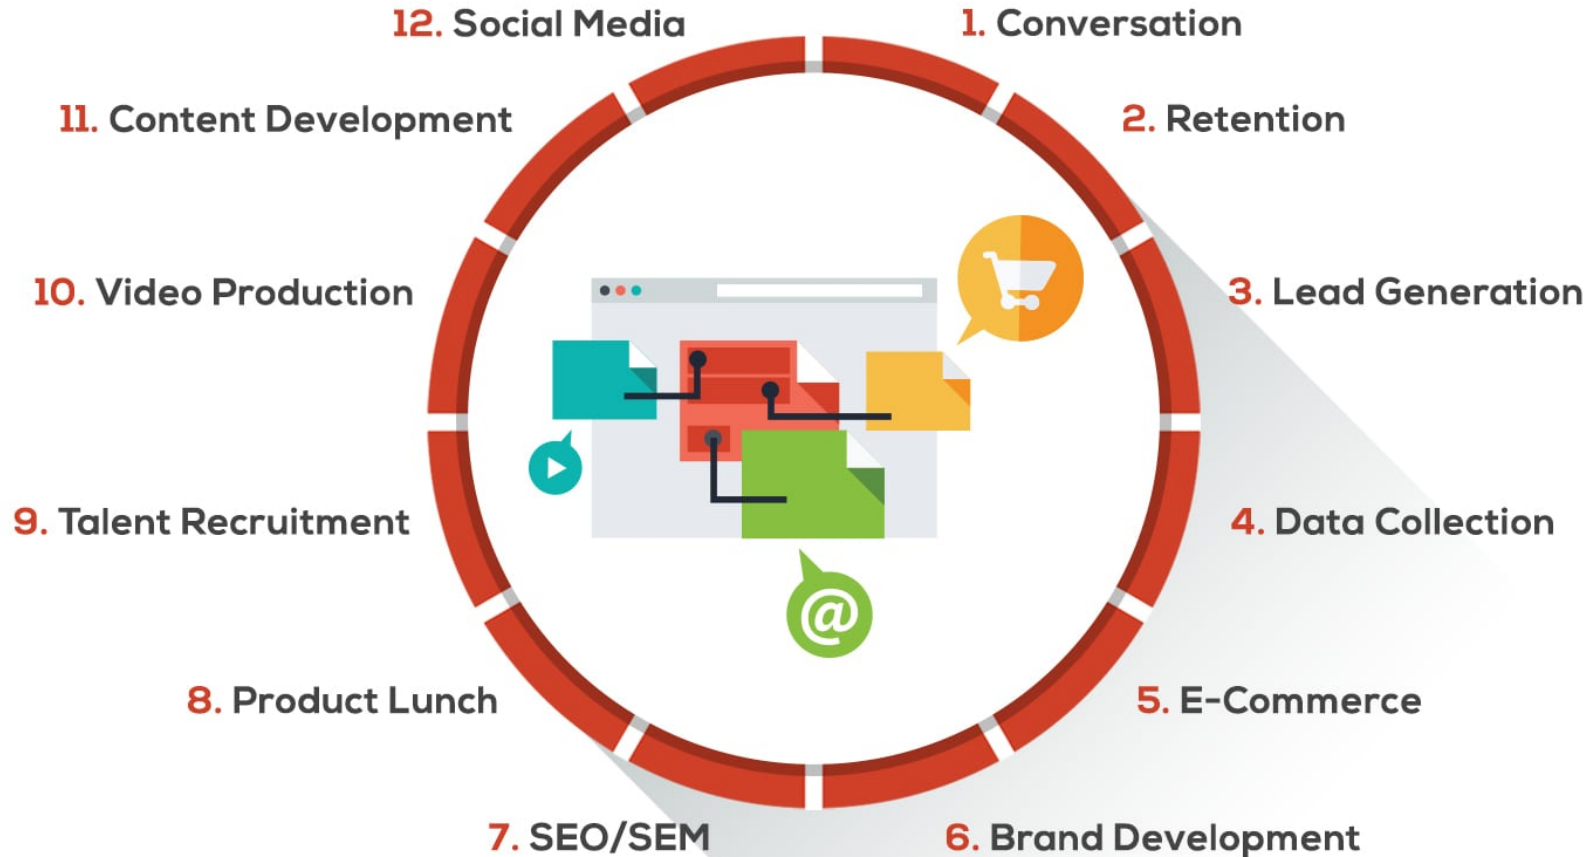 1. Conversation
2. Retention
3. Lead Generation
4. Data Collection
5. E-Commerce
6. Brand Development
7. SEO/SEM
8. Product Lunch
9. Talent Recruitment
10. Video Production
11. Content Development
12. Social Media
@